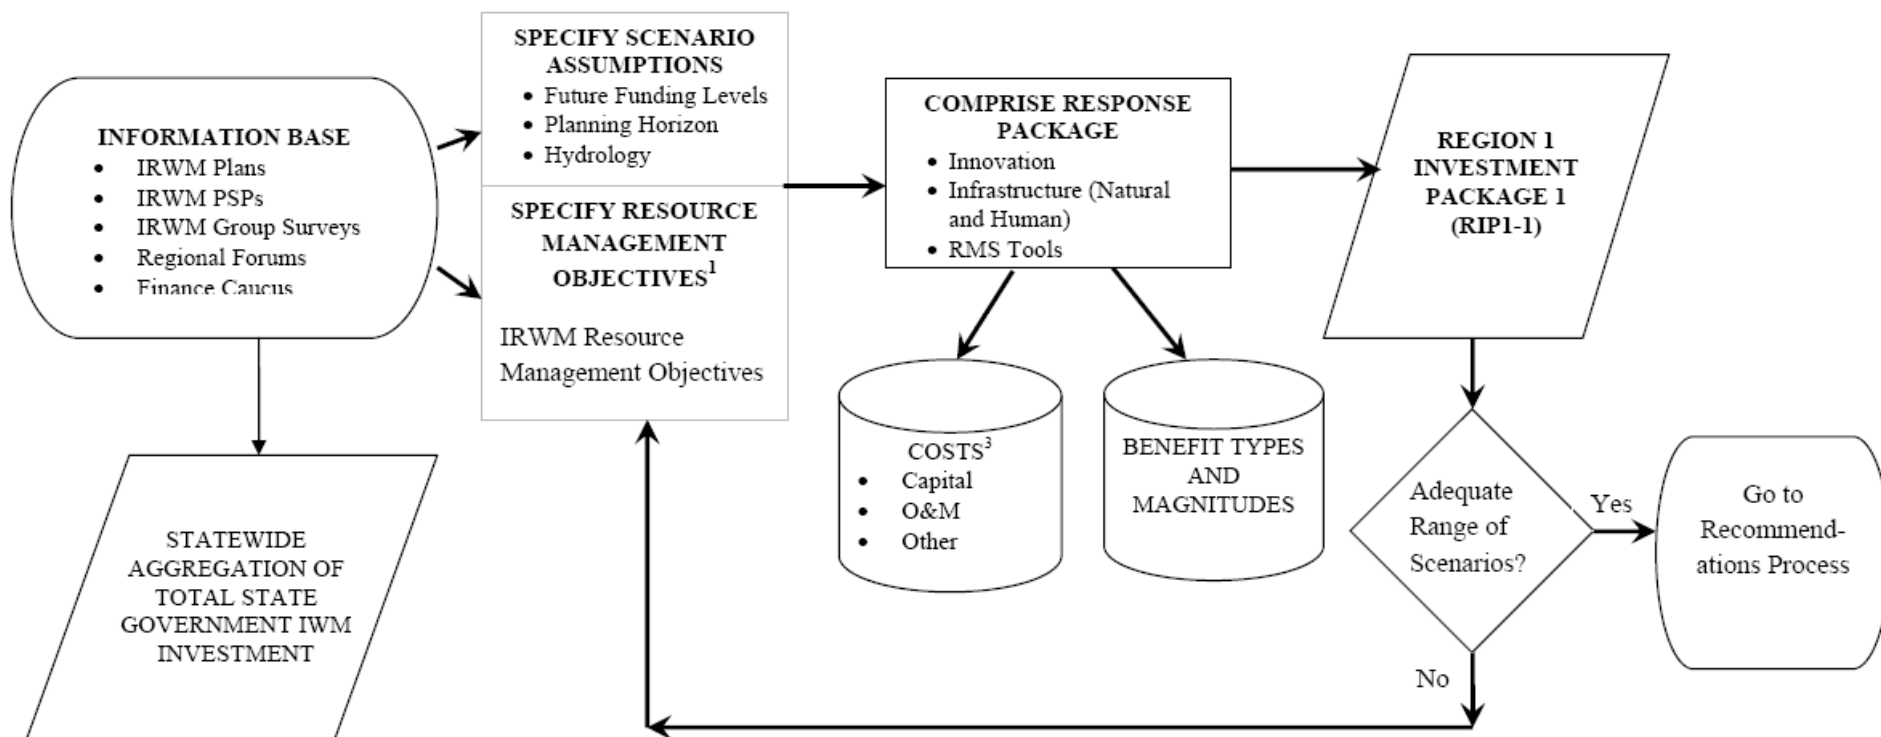 INFORMATION BASE
• IRWM Plans
• IRWM PSPs
• IRWM Group Surveys
• Regional Forums
• Finance Caucus
STATEWIDE
AGGREGATION OF
TOTAL STATE
GOVERNMENT IWM
INVESTMENT
SPECIFY SCENARIO
ASSUMPTIONS
• Future Funding Levels
• Planning Horizon
• Hydrology
SPECIFY RESOURCE
MANAGEMENT
OBJECTIVES¹
IRWM Resource
Management Objectives
COMPRISE RESPONSE
PACKAGE
• Innovation
• Infrastructure (Natural
and Human)
• RMS Tools
COSTS³
• Capital
• O&M
• Other
BENEFIT TYPES
AND
MAGNITUDES
REGION 1
INVESTMENT
PACKAGE 1
(RIP1-1)
Adequate
Range of
Scenarios?
Yes
No
Go to
Recommend-
ations Process